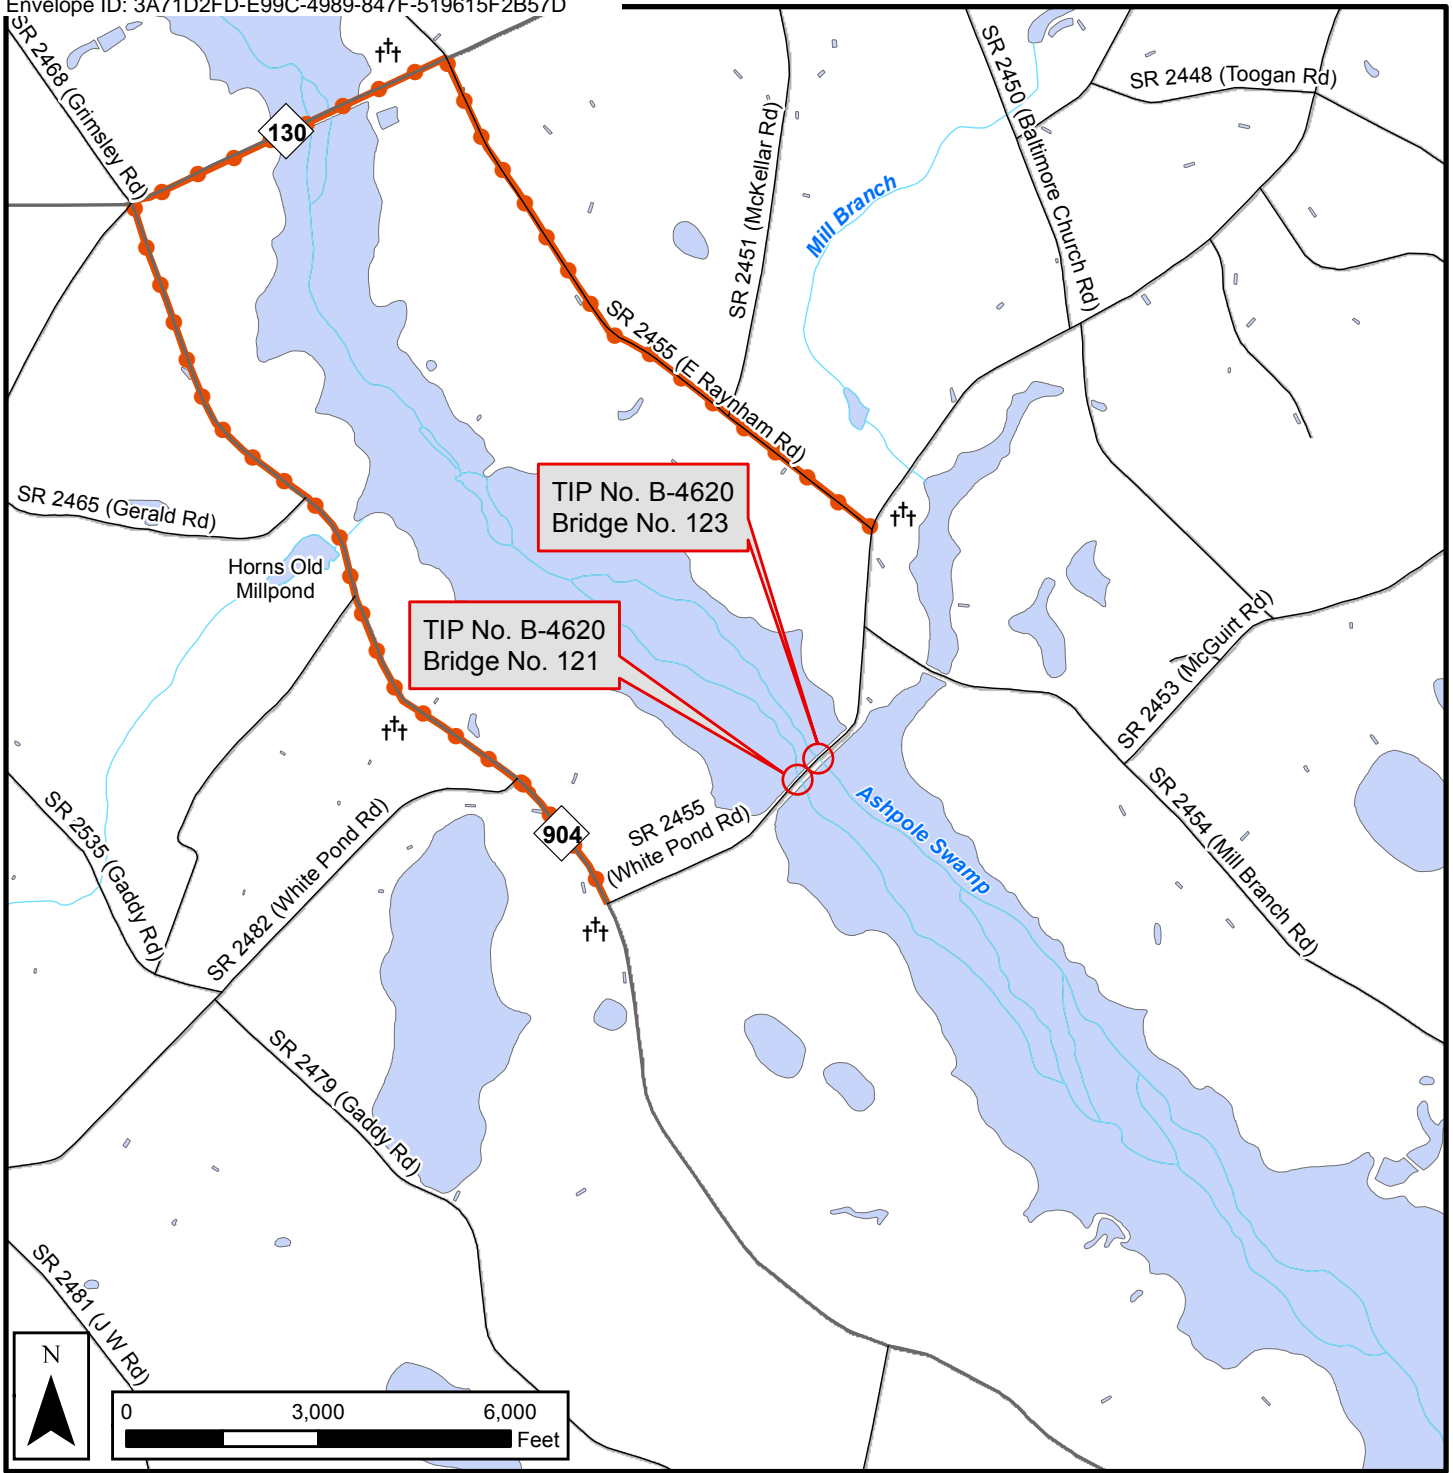 Envelope ID: 3A71D2FD-E99C-4989-847F-519615F2B57D
SR 2468 (Grimsley Rd)
130
SR 2451 (McKellar Rd)
SR 2450 (Baltimore Church Rd)
SR 2448 (Toogan Rd)
Mill Branch
SR 2455 (E Raynham Rd)
SR 2465 (Gerald Rd)
Horns Old
Millpond
TIP No. B-4620
Bridge No. 123
TIP No. B-4620
Bridge No. 121
SR 2453 (McGuirt Rd)
SR 2454 (Mill Branch Rd)
Ashpole Swamp
SR 2455
(White Pond Rd)
904
SR 2535 (Gaddy Rd)
SR 2482 (White Pond Rd)
SR 2479 (Gaddy Rd)
SR 2481 (J W Rd)
N
0 3,000 6,000
Feet